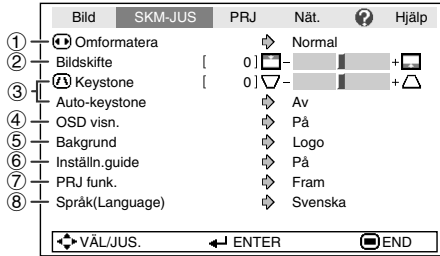 Bild SKM-JUS PRJ Nät. ? Hjälp
① Omformatera Normal
② Bildskifte [ 0 ] - +
③ Keystone [ 0 ] - +
Auto-keystone Av
④ OSD visn. På
⑤ Bakgrund Logo
⑥ Inställn.guide På
⑦ PRJ funk. Fram
⑧ Språk(Language) Svenska
VÄL/JUS. ENTER END